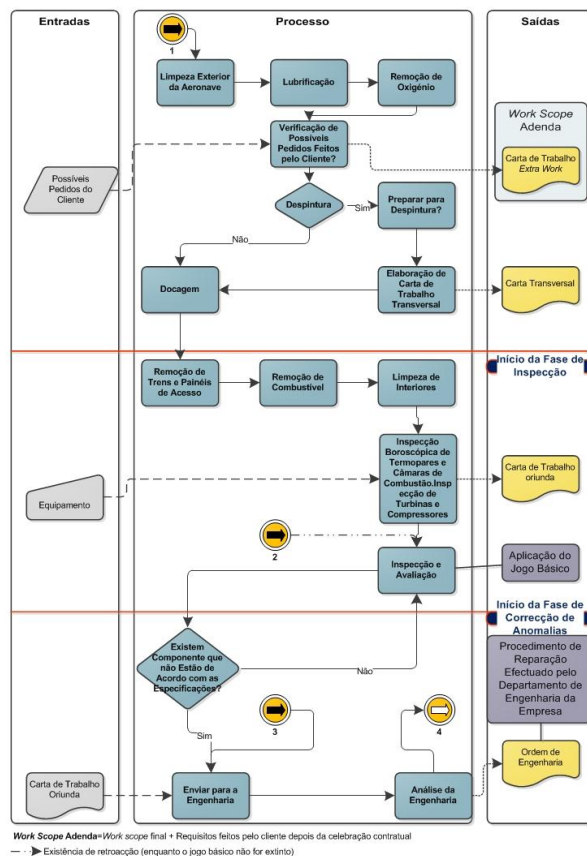 Entradas
Processo
Saídas
1
Limpeza Exterior
da Aeronave
Lubrificação
Remoção de
Oxigénio
Work Scope
Adenda
Verificação de
Possíveis
Pedidos Feitos
pelo Cliente?
Carta de Trabalho
Extra Work
Possíveis
Pedidos do
Cliente
Despintura
Sim
Preparar para
Despintura?
Não
Docagem
Elaboração de
Carta de
Trabalho
Transversal
Carta Transversal
Início da Fase de
Inspecção
Remoção de
Trens e Painéis
de Acesso
Remoção de
Combustível
Limpeza de
Interiores
Inspecção
Boroscópica de
Termopares e
Câmaras de
Combustão.Insp
ecção de
Turbinas e
Compressores
Carta de Trabalho
oriunda
Equipamento
2
Inspecção e
Avaliação
Aplicação do
Jogo Básico
Início da Fase de
Correcção de
Anomalias
Existem
Componente que
não Estão de
Acordo com as
Especificações?
Não
Procedimento de
Reparação
Efectuado pelo
Departamento de
Engenharia da
Empresa
3
4
Sim
Carta de Trabalho
Oriunda
Enviar para a
Engenharia
Análise da
Engenharia
Ordem de
Engenharia
Work Scope Adenda=Work scope final + Requisitos feitos pelo cliente depois da celebração contratual
Existência de retroacção (enquanto o jogo básico não for extinto)